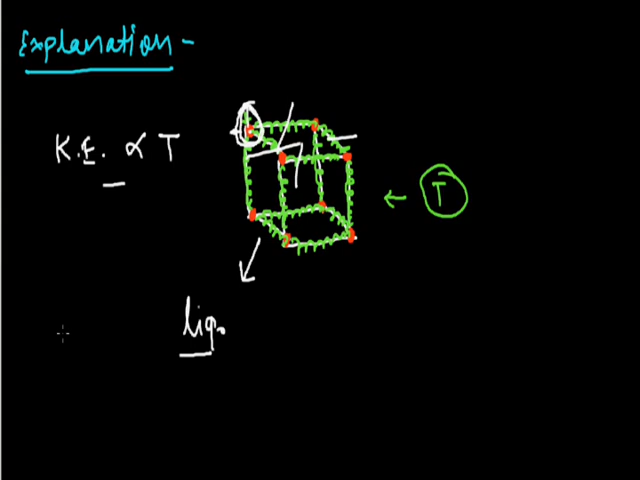 Explanation -
K.E. ∝ T
← T
liq.